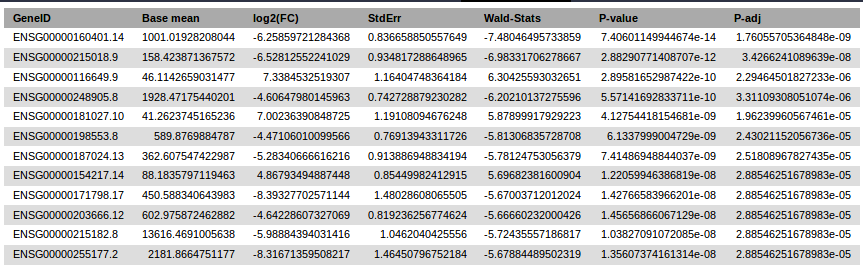 GeneID Base mean log2(FC) StdErr Wald-Stats P-value P-adj
ENSG00000160401.14 1001.01928208044 -6.25859721284368 0.836658850557649 -7.48046495733859 7.40601149944674e-14 1.76055705364848e-09
ENSG00000215018.9 158.423871367572 -6.52812552241029 0.934817288648965 -6.98331706278667 2.88290771408707e-12 3.4266241089639e-08
ENSG00000116649.9 46.1142659031477 7.3384532519307 1.16404748364184 6.30425593032651 2.89581652987422e-10 2.29464501827233e-06
ENSG00000248905.8 1928.47175440201 -4.60647980145963 0.742728879230282 -6.20210137275596 5.57141692833711e-10 3.31109308051074e-06
ENSG00000181027.10 41.2623745165236 7.00236390848725 1.19108094676248 5.87899917929223 4.12754418154681e-09 1.96239960567461e-05
ENSG00000198553.8 589.8769884787 -4.47106010099566 0.76913943311726 -5.81306835728708 6.1337999004729e-09 2.43021152056736e-05
ENSG00000187024.13 362.607547422987 -5.28340666616216 0.913886948834194 -5.78124753056379 7.41486948844037e-09 2.51808967827435e-05
ENSG00000154217.14 88.1835797119463 4.86793494887448 0.85449982412915 5.69682381600904 1.22059946386819e-08 2.88546251678983e-05
ENSG00000171798.17 450.588340643983 -8.39327702571144 1.48028608065505 -5.67003712012024 1.42766583966201e-08 2.88546251678983e-05
ENSG00000203666.12 602.975872462882 -4.64228607327069 0.819236256774624 -5.66660232000426 1.45656866067129e-08 2.88546251678983e-05
ENSG00000215182.8 13616.4691005638 -5.98884394031416 1.0462040425556 -5.72435557186817 1.03827091072085e-08 2.88546251678983e-05
ENSG00000255177.2 2181.8664751177 -8.31671359508217 1.46450796752184 -5.67884489502319 1.35607374161314e-08 2.88546251678983e-05